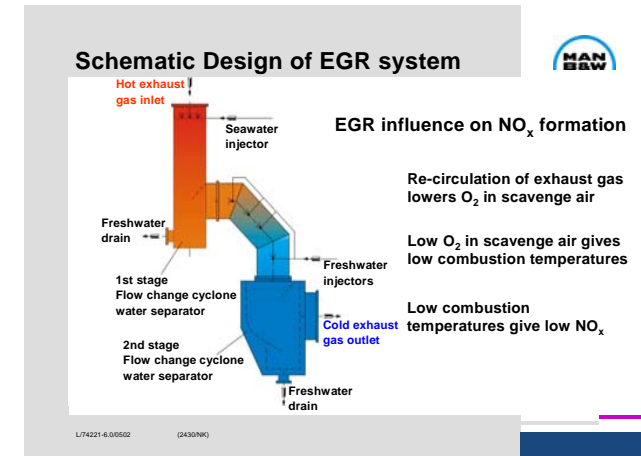 Schematic Design of EGR system
MAN
B&W
Hot exhaust
gas inlet
Seawater
injector
EGR influence on NOx formation
Re-circulation of exhaust gas
lowers O2 in scavenge air
Freshwater
drain
Low O2 in scavenge air gives
low combustion temperatures
Freshwater
injectors
1st stage
Flow change cyclone
water separator
Low combustion
temperatures give low NOx
Cold exhaust
gas outlet
2nd stage
Flow change cyclone
water separator
Freshwater
drain
L/74221-6.0/0502 (2430/NK)